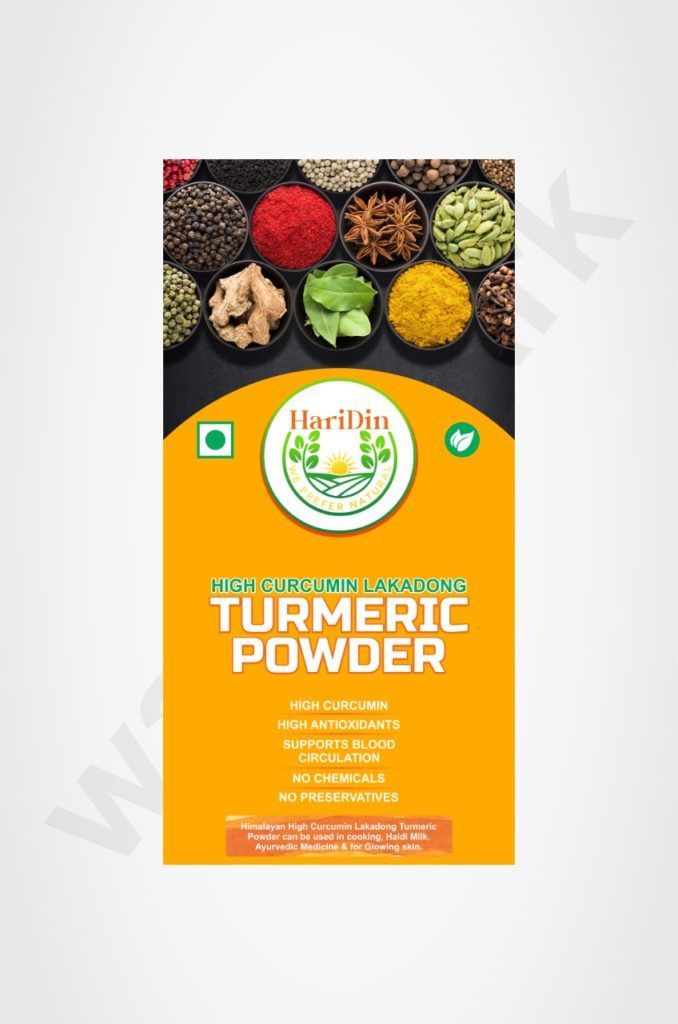 HariDin
WE PREFER NATURAL
HIGH CURCUMIN LAKADONG
TURMERIC
POWDER
HIGH CURCUMIN
HIGH ANTIOXIDANTS
SUPPORTS BLOOD
CIRCULATION
NO CHEMICALS
NO PRESERVATIVES
Himalayan High Curcumin Lakadong Turmeric
Powder can be used in cooking, Haldi Milk,
Ayurvedic Medicine & for Glowing skin.